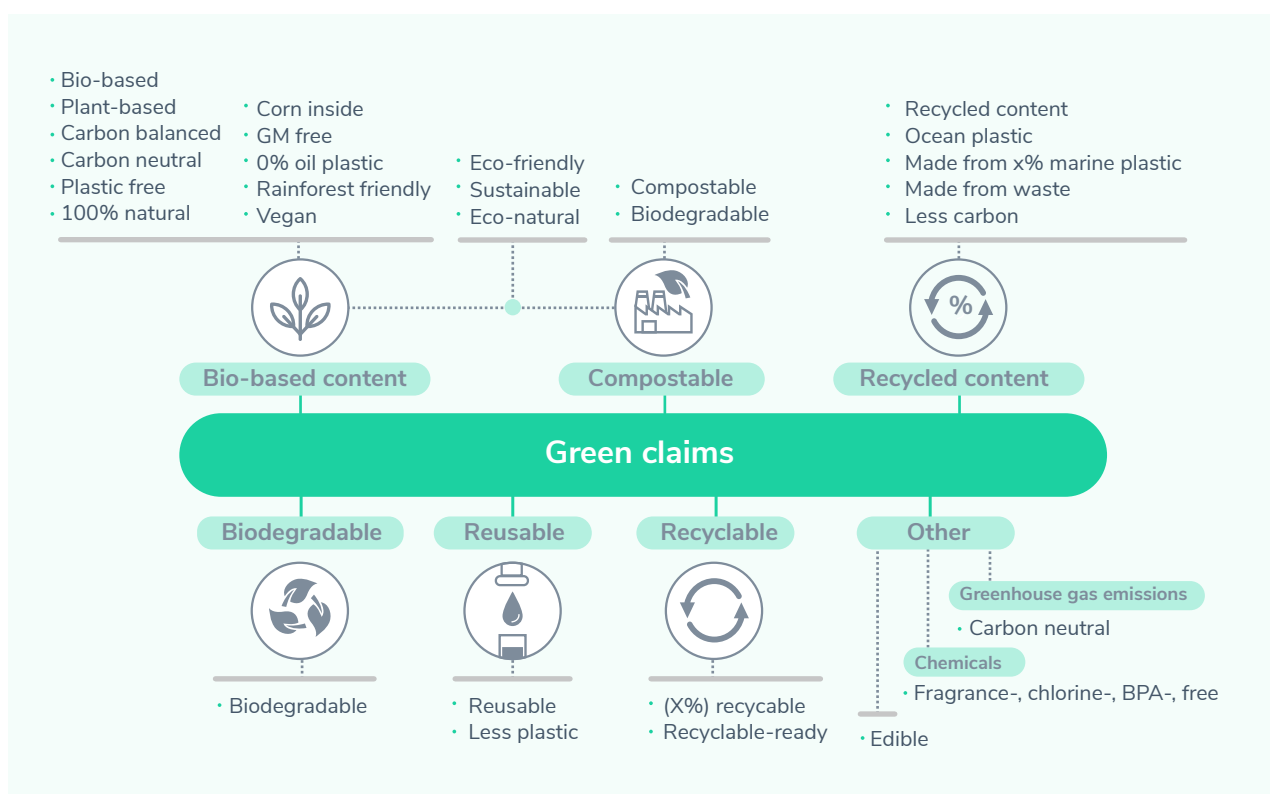 Bio-based
Plant-based
Carbon balanced
Carbon neutral
Plastic free
100% natural
Corn inside
GM free
0% oil plastic
Rainforest friendly
Vegan
Eco-friendly
Sustainable
Eco-natural
Compostable
Biodegradable
Recycled content
Ocean plastic
Made from x% marine plastic
Made from waste
Less carbon
%
Bio-based content
Compostable
Recycled content
Green claims
Biodegradable
Reusable
Recyclable
Other
Biodegradable
Reusable
Less plastic
(X%) recycable
Recyclable-ready
Greenhouse gas emissions
Carbon neutral
Chemicals
Fragrance-, chlorine-, BPA-, free
Edible